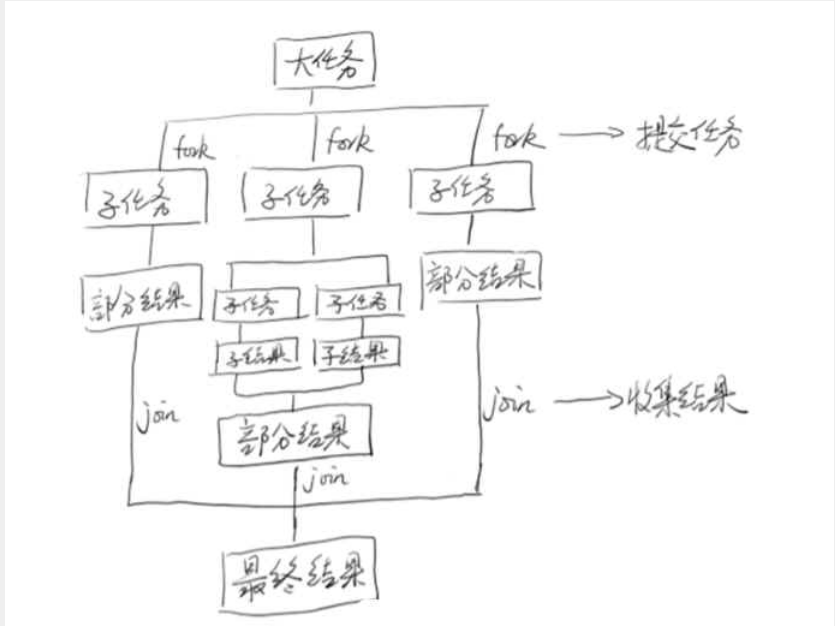 大任务
fork
fork
fork
提交任务
子任务
子任务
子任务
部分结果
部分结果
子任务
子任务
子结果
子结果
join
join
收集结果
部分结果
join
最终结果